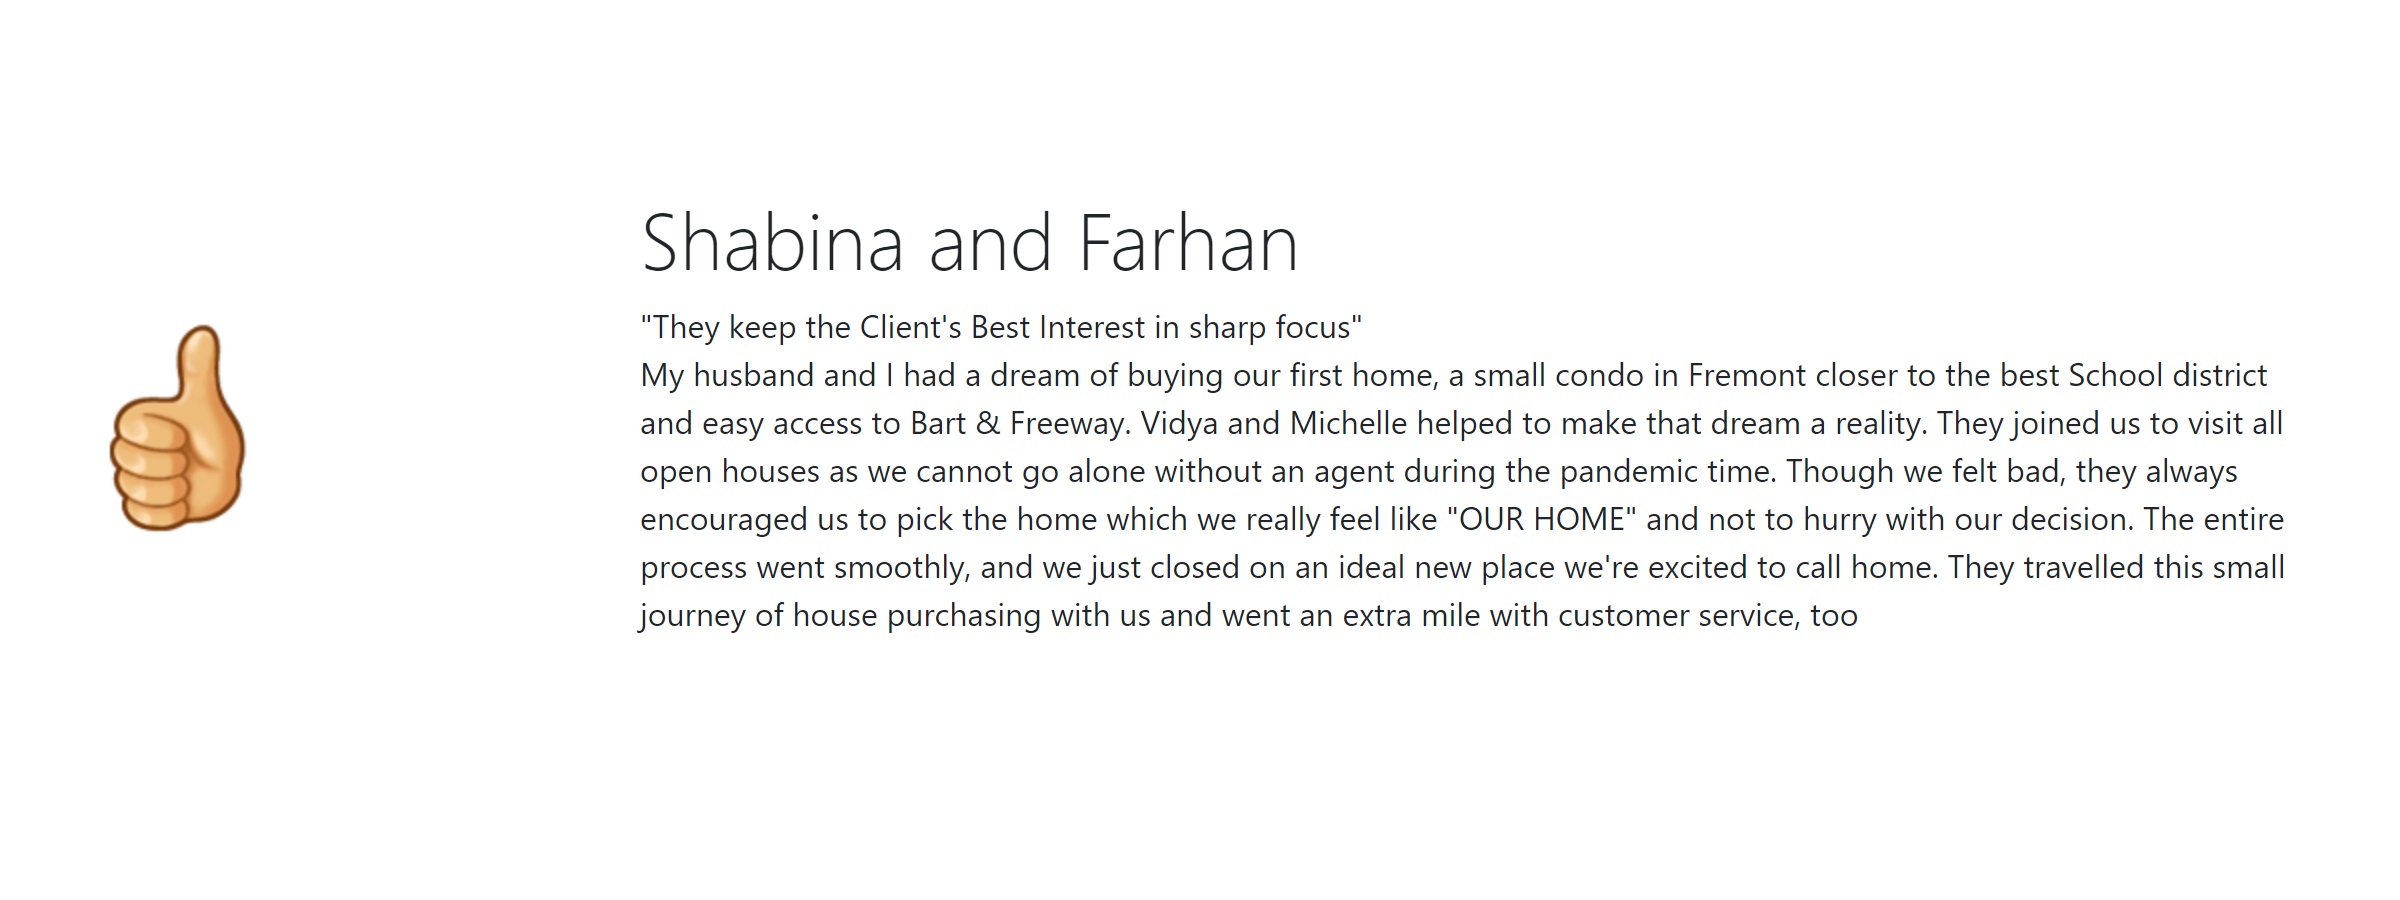 Shabina and Farhan
"They keep the Client's Best Interest in sharp focus"
My husband and I had a dream of buying our first home, a small condo in Fremont closer to the best School district
and easy access to Bart & Freeway. Vidya and Michelle helped to make that dream a reality. They joined us to visit all
open houses as we cannot go alone without an agent during the pandemic time. Though we felt bad, they always
encouraged us to pick the home which we really feel like "OUR HOME" and not to hurry with our decision. The entire
process went smoothly, and we just closed on an ideal new place we're excited to call home. They travelled this small
journey of house purchasing with us and went an extra mile with customer service, too